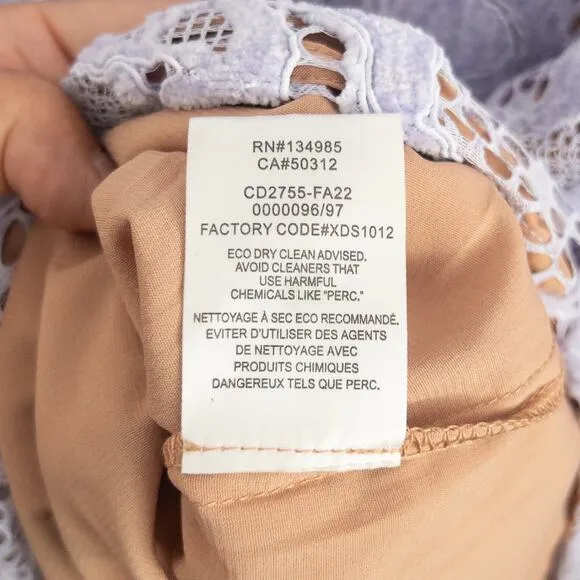 RN#134985
CA#50312
CD2755-FA22
0000096/97
FACTORY CODE#XDS1012
ECO DRY CLEAN ADVISED.
AVOID CLEANERS THAT
USE HARMFUL
CHEMICALS LIKE "PERC."
NETTOYAGE À SEC ECO RECOMMANDÉ.
EVITER D'UTILISER DES AGENTS
DE NETTOYAGE AVEC
PRODUITS CHIMIQUES
DANGEREUX TELS QUE PERC.